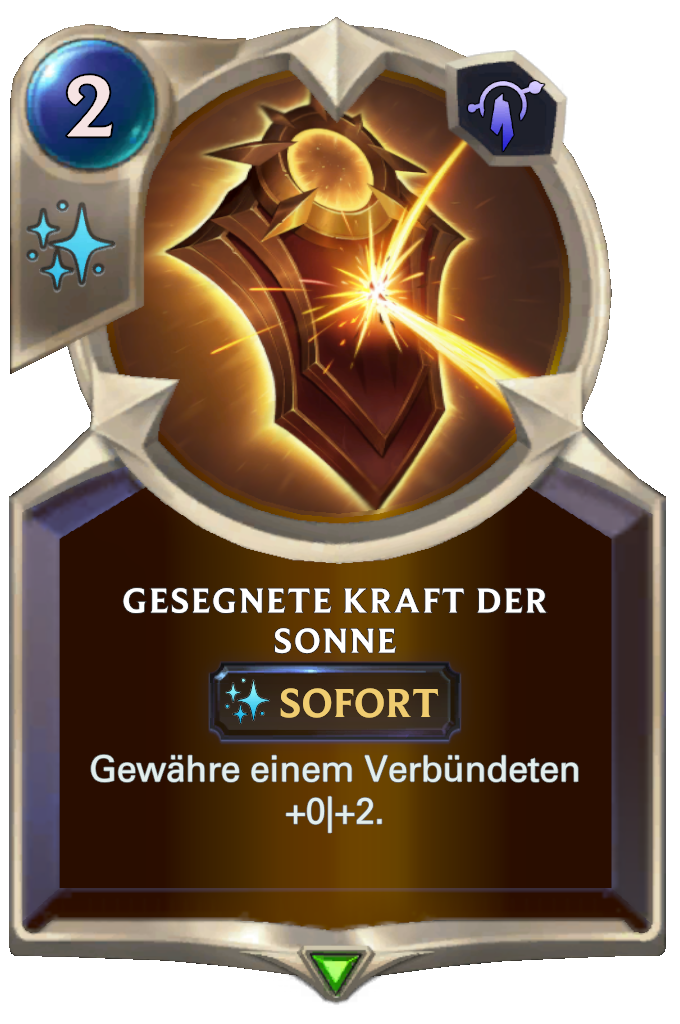 2
GESEGNETE KRAFT DER
SONNE
SOFORT
Gewähre einem Verbündeten
+0|+2.